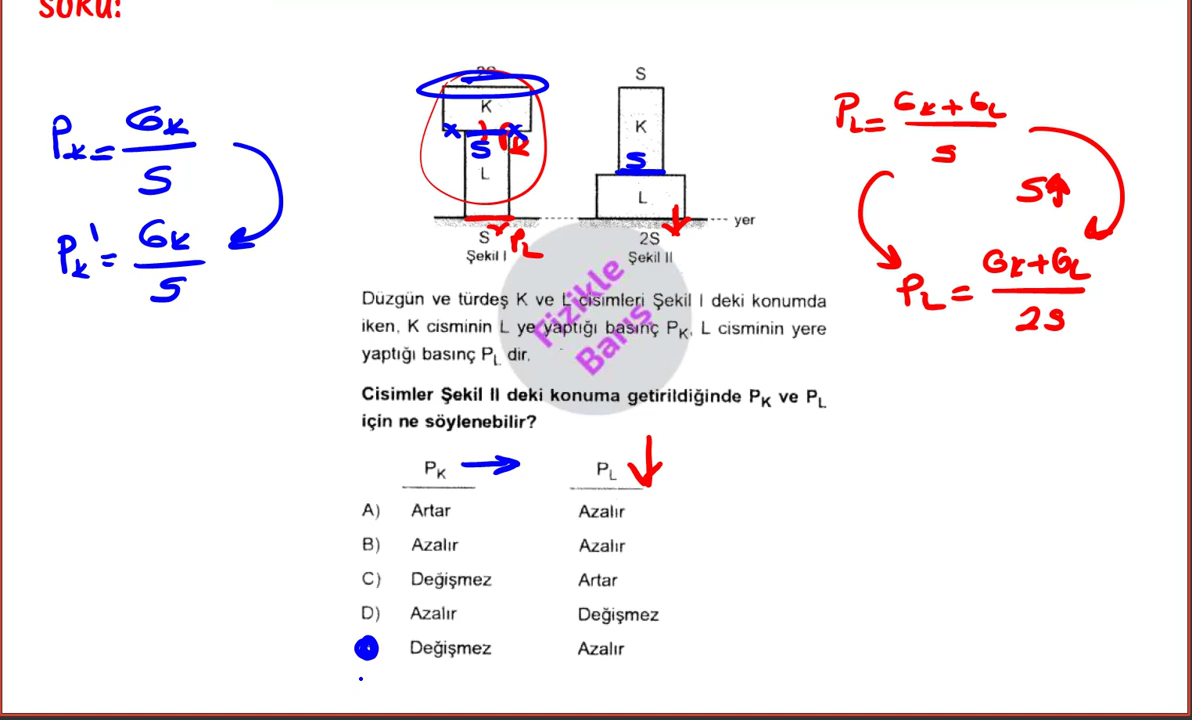 SORU:
2S
K
S
L
S
PL
Şekil I
S
K
S
L
yer
2S
Şekil II
PK = GK / S
PK' = GK / S
PL = GK+GL / S
S↑
PL = GK+GL / 2S
Fizikle
Barış
Düzgün ve türdeş K ve L cisimleri Şekil I deki konumda
iken, K cisminin L ye yaptığı basınç PK, L cisminin yere
yaptığı basınç PL dir.
Cisimler Şekil II deki konuma getirildiğinde PK ve PL
için ne söylenebilir?
PK → PL ↓
A) Artar Azalır
B) Azalır Azalır
C) Değişmez Artar
D) Azalır Değişmez
Değişmez Azalır